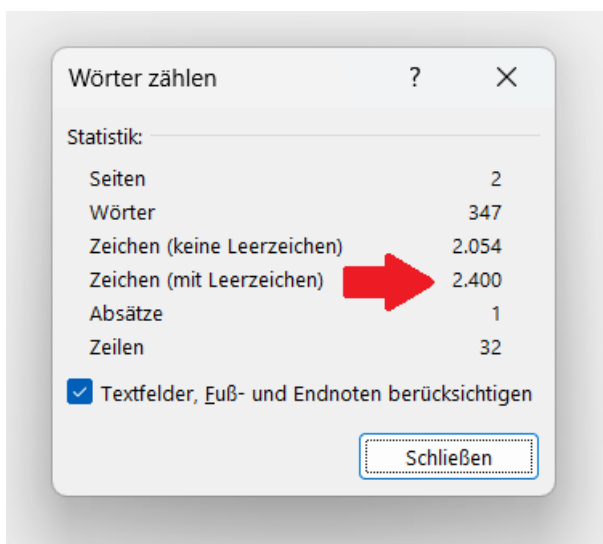 Wörter zählen ? ×
Statistik:
Seiten 2
Wörter 347
Zeichen (keine Leerzeichen) 2.054
Zeichen (mit Leerzeichen) 2.400
Absätze 1
Zeilen 32
Textfelder, Fuß- und Endnoten berücksichtigen
Schließen